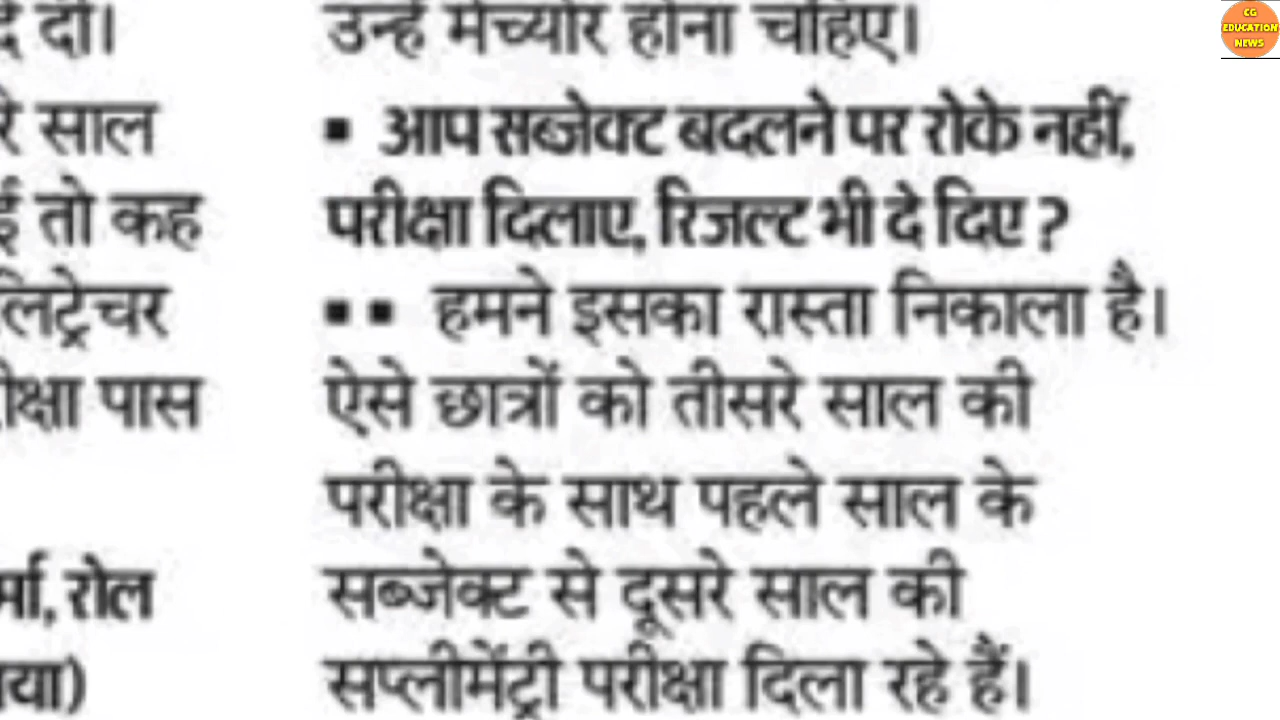 दी।
साल
तो कह
लिट्रेचर
पास
रोल
उन्हें मेच्योर होना चहिए।
▪ आप सब्जेक्ट बदलने पर रोके नहीं,
परीक्षा दिलाए, रिजल्ट भी दे दिए ?
▪▪ हमने इसका रास्ता निकाला है।
ऐसे छात्रों को तीसरे साल की
परीक्षा के साथ पहले साल के
सब्जेक्ट से दूसरे साल की
सप्लीमेंट्री परीक्षा दिला रहे हैं।
CG
EDUCATION
NEWS